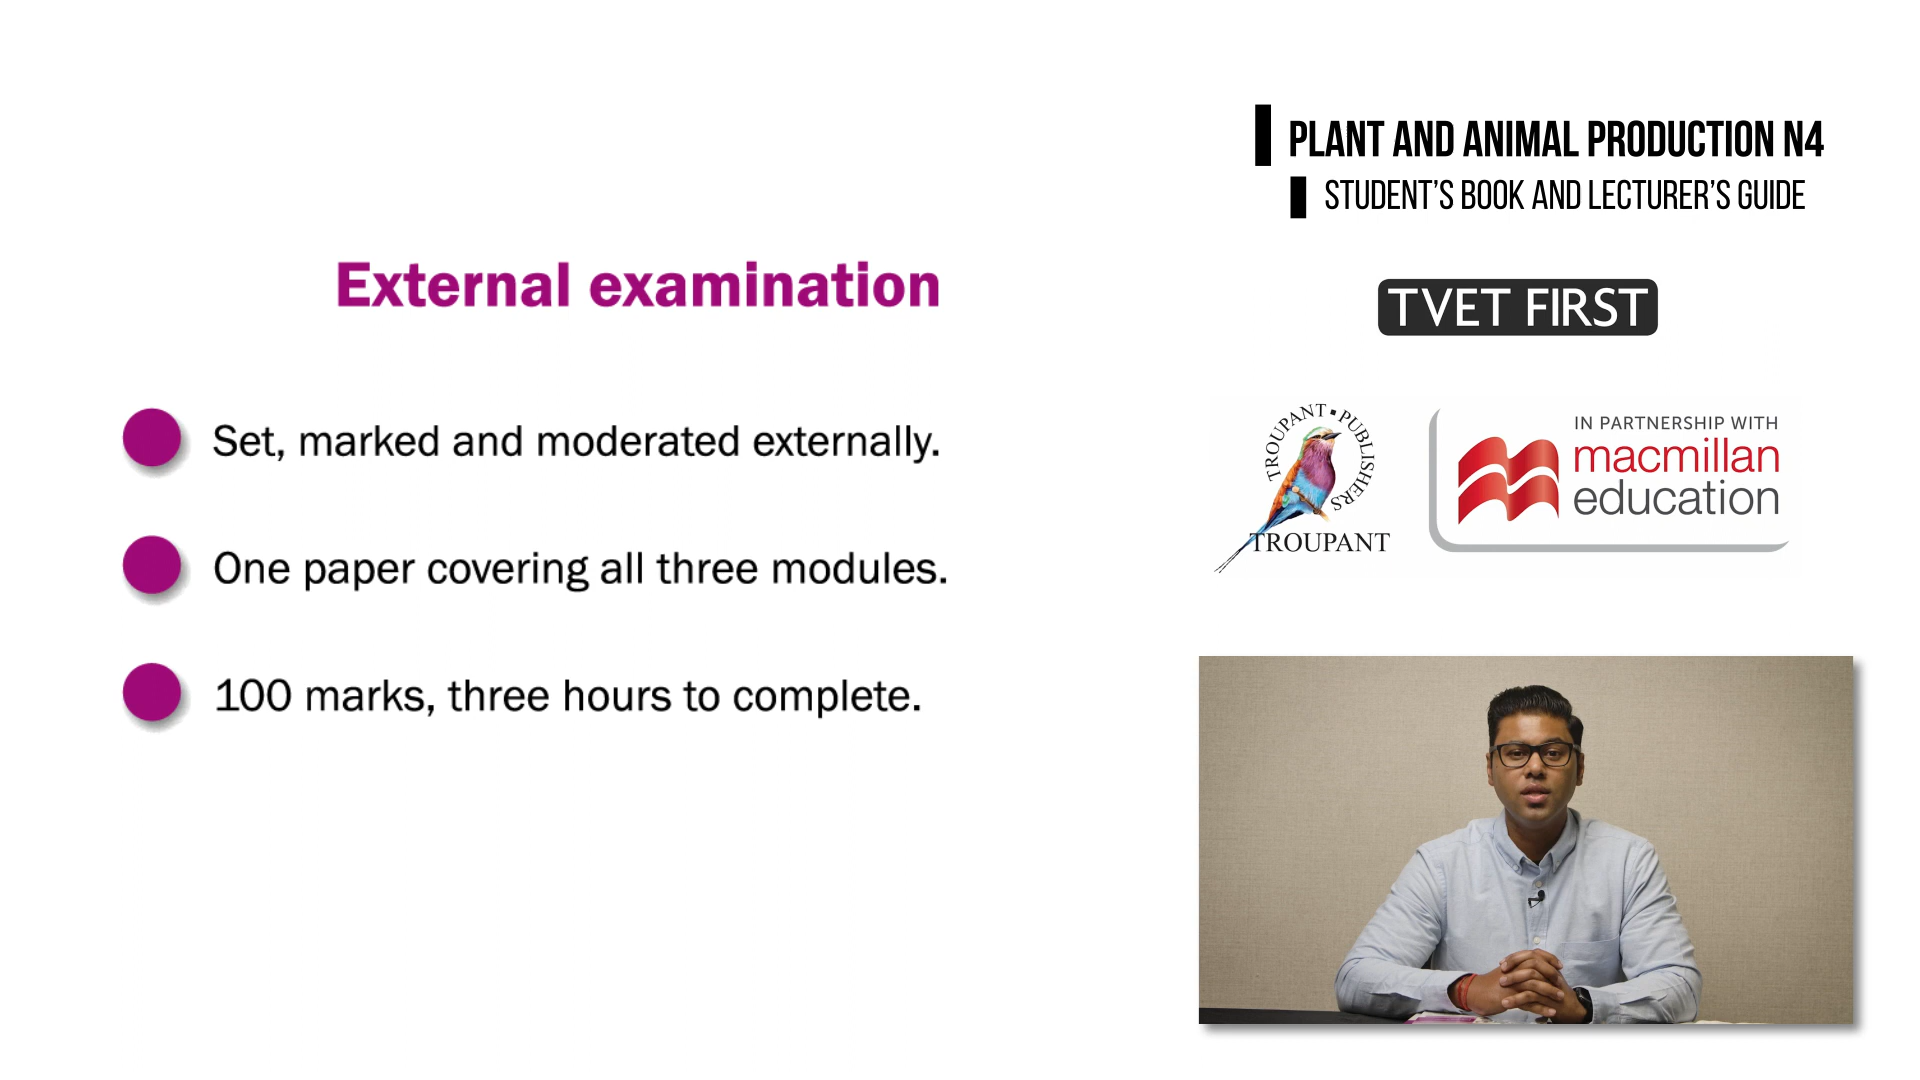 PLANT AND ANIMAL PRODUCTION N4
STUDENT'S BOOK AND LECTURER'S GUIDE
External examination
TVET FIRST
Set, marked and moderated externally.
One paper covering all three modules.
100 marks, three hours to complete.
TROUPANT ▪ PUBLISHERS
TROUPANT
IN PARTNERSHIP WITH
macmillan
education